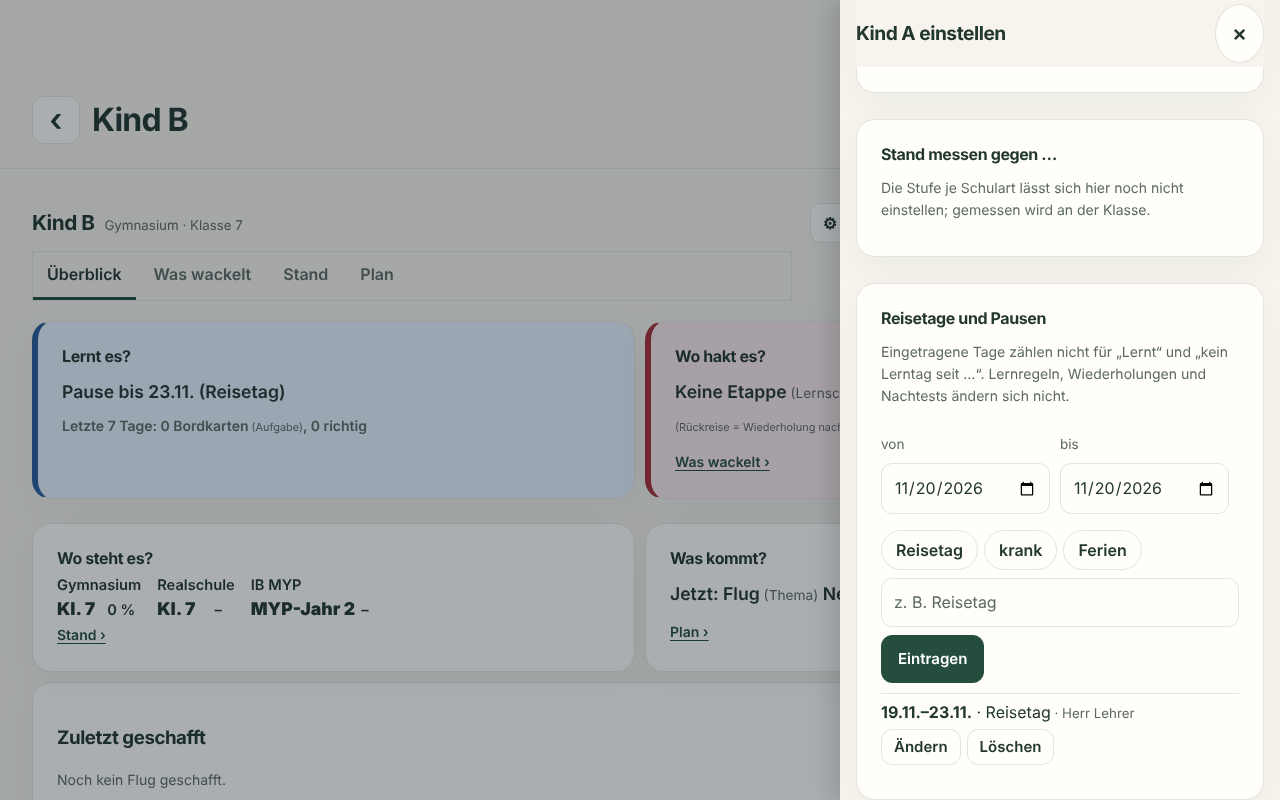 Kind A einstellen
×
‹
Kind B
Kind B Gymnasium · Klasse 7
⚙
Überblick
Was wackelt
Stand
Plan
Lernt es?
Pause bis 23.11. (Reisetag)
Letzte 7 Tage: 0 Bordkarten (Aufgabe), 0 richtig
Wo hakt es?
Keine Etappe
(Rückreise = Wiederholung
Was wackelt? ›
Wo steht es?
Gymnasium Realschule IB MYP
Kl. 7 0 % Kl. 7 – MYP-Jahr 2 –
Stand ›
Was kommt?
Jetzt: Flug (Thema)
Plan ›
Zuletzt geschafft
Noch kein Flug geschafft.
Stand messen gegen …
Die Stufe je Schulart lässt sich hier noch nicht
einstellen; gemessen wird an der Klasse.
Reisetage und Pausen
Eingetragene Tage zählen nicht für „Lernt“ und „kein
Lerntag seit …“. Lernregeln, Wiederholungen und
Nachtests ändern sich nicht.
von bis
11/20/2026 11/20/2026
Reisetag krank Ferien
z. B. Reisetag
Eintragen
19.11.–23.11. · Reisetag · Herr Lehrer
Ändern Löschen